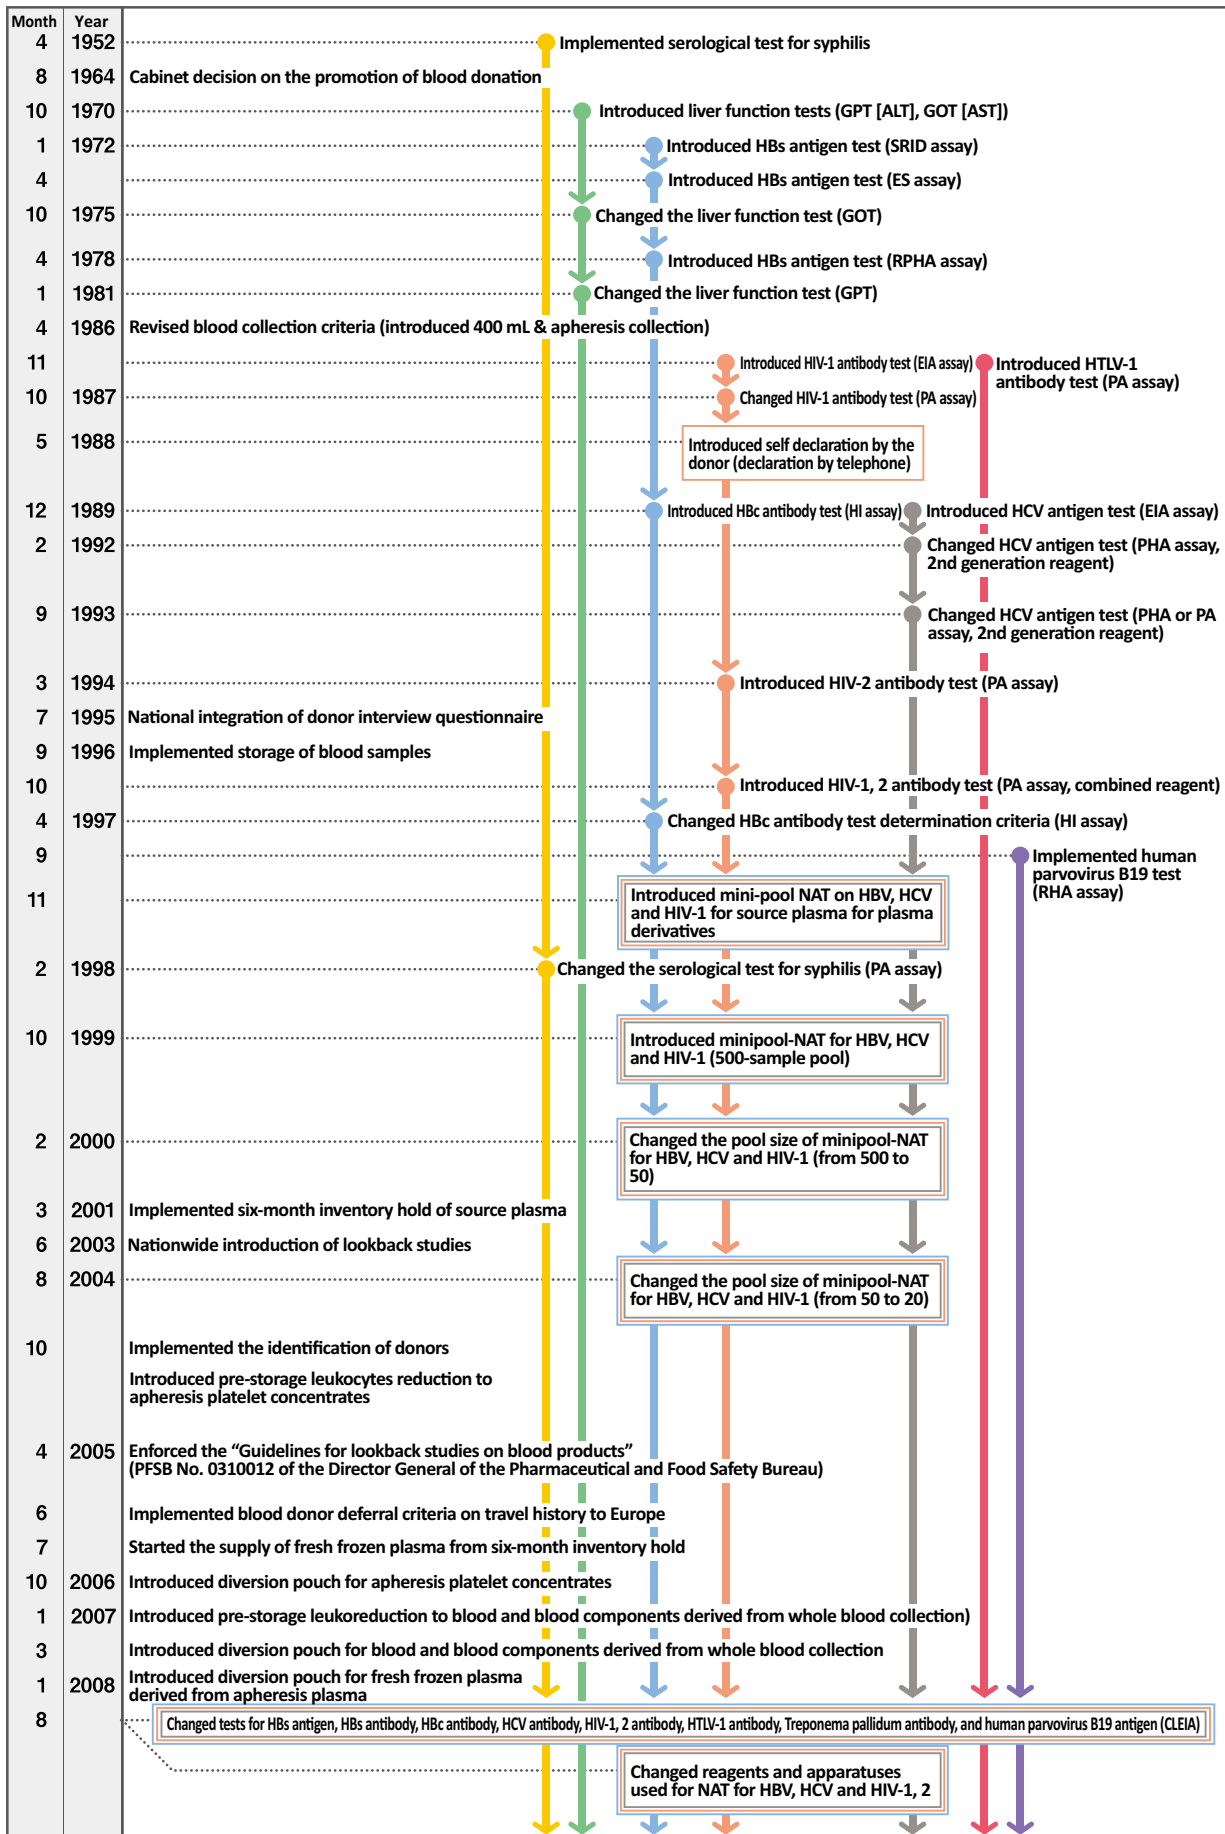 Month Year
4 1952 Implemented serological test for syphilis
8 1964 Cabinet decision on the promotion of blood donation
10 1970 Introduced liver function tests (GPT [ALT], GOT [AST])
1 1972 Introduced HBs antigen test (SRID assay)
4 Introduced HBs antigen test (ES assay)
10 1975 Changed the liver function test (GOT)
4 1978 Introduced HBs antigen test (RPHA assay)
1 1981 Changed the liver function test (GPT)
4 1986 Revised blood collection criteria (introduced 400 mL & apheresis collection)
11 Introduced HIV-1 antibody test (EIA assay) Introduced HTLV-1
antibody test (PA assay)
10 1987 Changed HIV-1 antibody test (PA assay)
5 1988 Introduced self declaration by the
donor (declaration by telephone)
12 1989 Introduced HBc antibody test (HI assay) Introduced HCV antigen test (EIA assay)
2 1992 Changed HCV antigen test (PHA assay,
2nd generation reagent)
9 1993 Changed HCV antigen test (PHA or PA
assay, 2nd generation reagent)
3 1994 Introduced HIV-2 antibody test (PA assay)
7 1995 National integration of donor interview questionnaire
9 1996 Implemented storage of blood samples
10 Introduced HIV-1, 2 antibody test (PA assay, combined reagent)
4 1997 Changed HBc antibody test determination criteria (HI assay)
9 Implemented human
parvovirus B19 test
(RHA assay)
11 Introduced mini-pool NAT on HBV, HCV
and HIV-1 for source plasma for plasma
derivatives
2 1998 Changed the serological test for syphilis (PA assay)
10 1999 Introduced minipool-NAT for HBV, HCV
and HIV-1 (500-sample pool)
2 2000 Changed the pool size of minipool-NAT
for HBV, HCV and HIV-1 (from 500 to
50)
3 2001 Implemented six-month inventory hold of source plasma
6 2003 Nationwide introduction of lookback studies
8 2004 Changed the pool size of minipool-NAT
for HBV, HCV and HIV-1 (from 50 to 20)
10 Implemented the identification of donors
Introduced pre-storage leukocytes reduction to
apheresis platelet concentrates
4 2005 Enforced the “Guidelines for lookback studies on blood products”
(PFSB No. 0310012 of the Director General of the Pharmaceutical and Food Safety Bureau)
6 Implemented blood donor deferral criteria on travel history to Europe
7 Started the supply of fresh frozen plasma from six-month inventory hold
10 2006 Introduced diversion pouch for apheresis platelet concentrates
1 2007 Introduced pre-storage leukoreduction to blood and blood components derived from whole blood collection)
3 Introduced diversion pouch for blood and blood components derived from whole blood collection
1 2008 Introduced diversion pouch for fresh frozen plasma
derived from apheresis plasma
8 Changed tests for HBs antigen, HBs antibody, HBc antibody, HCV antibody, HIV-1, 2 antibody, HTLV-1 antibody, Treponema pallidum antibody, and human parvovirus B19 antigen (CLEIA)
Changed reagents and apparatuses
used for NAT for HBV, HCV and HIV-1, 2